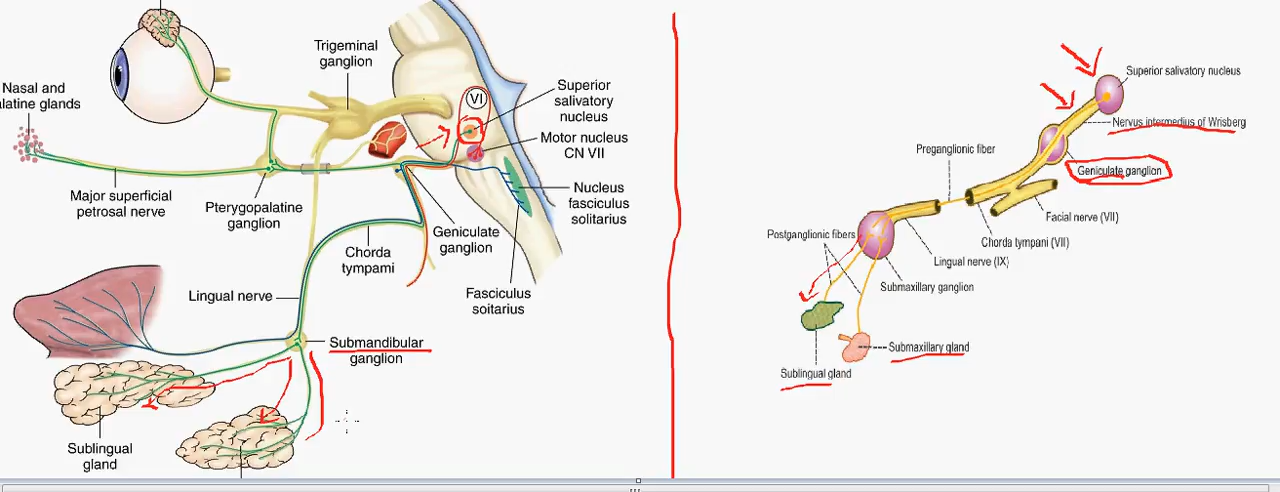 Trigeminal
ganglion
Nasal and
alatine glands
VI
Superior
salivatory
nucleus
Motor nucleus
CN VII
Major superficial
petrosal nerve
Pterygopalatine
ganglion
Nucleus
fasciculus
solitarius
Geniculate
ganglion
Chorda
tympani
Lingual nerve
Fasciculus
soitarius
Submandibular
ganglion
Sublingual
gland
Superior salivary nucleus
Nervus intermedius of Wrisberg
Preganglionic fiber
Geniculate ganglion
Facial nerve (VII)
Postganglionic fibers
Chorda tympani (VII)
Lingual nerve (IX)
Submaxillary ganglion
Submaxillary gland
Sublingual gland